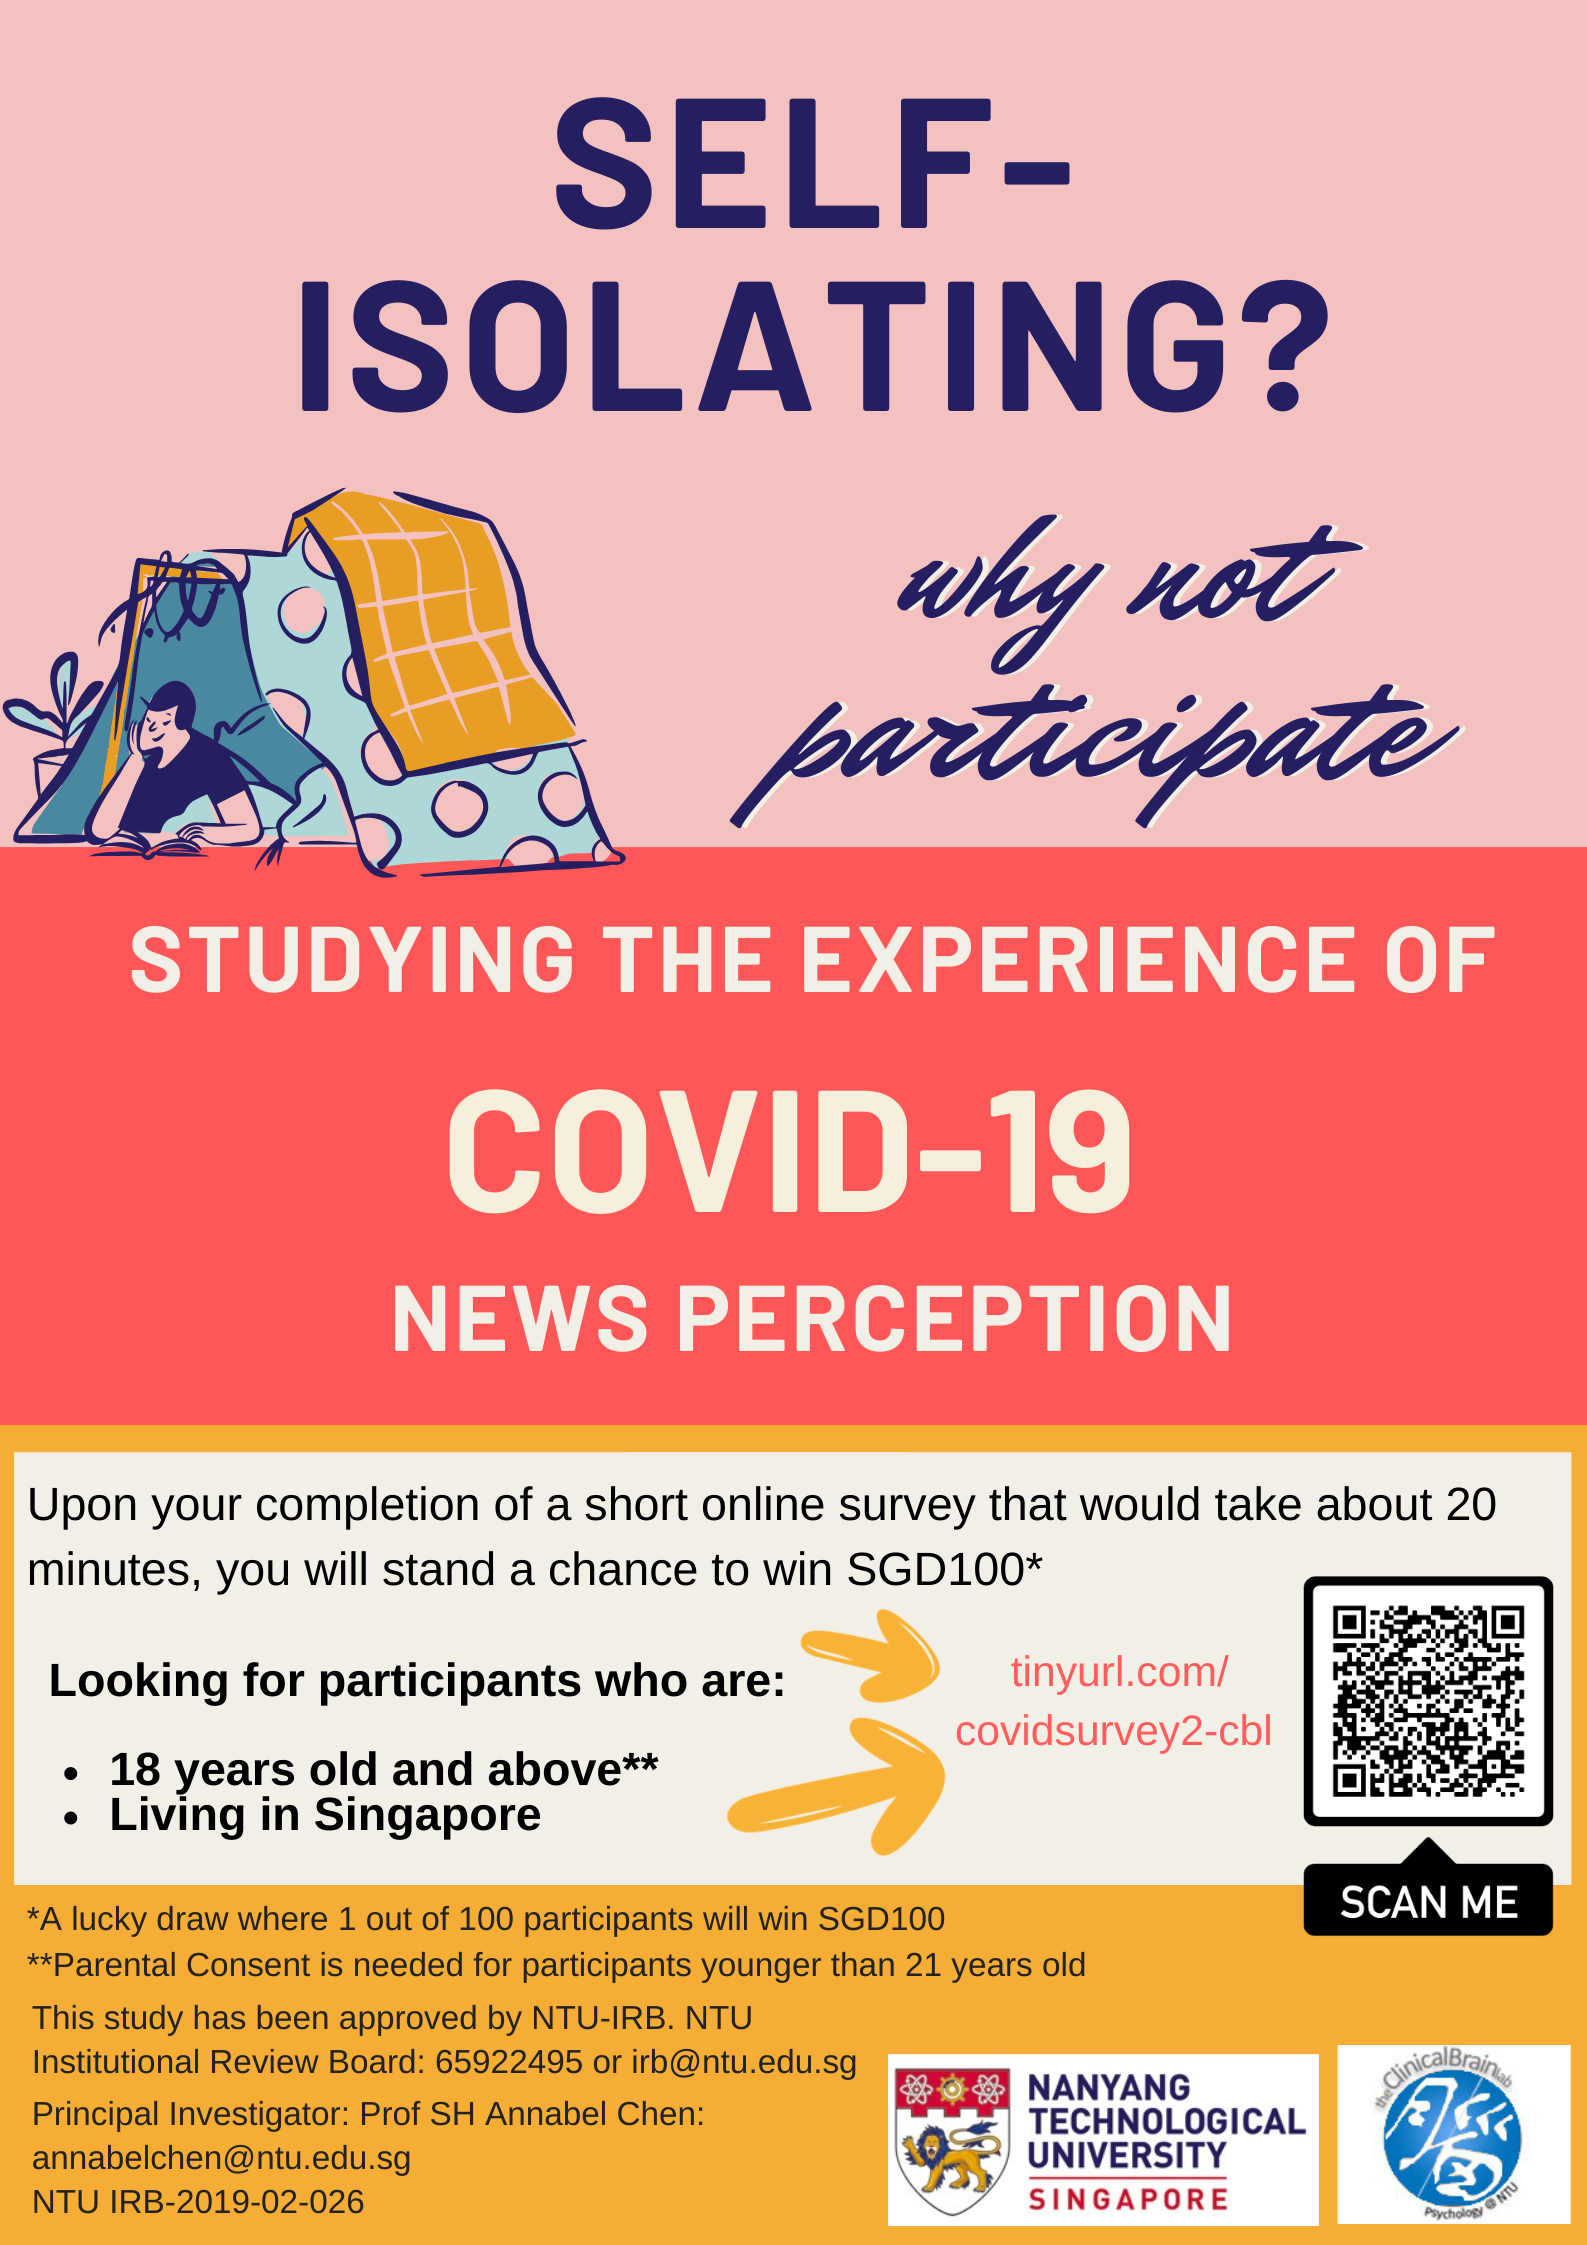 SELF-
ISOLATING?
why not
participate
STUDYING THE EXPERIENCE OF
COVID-19
NEWS PERCEPTION
Upon your completion of a short online survey that would take about 20
minutes, you will stand a chance to win SGD100*
Looking for participants who are:
• 18 years old and above**
• Living in Singapore
tinyurl.com/
covidsurvey2-cbl
SCAN ME
*A lucky draw where 1 out of 100 participants will win SGD100
**Parental Consent is needed for participants younger than 21 years old
This study has been approved by NTU-IRB. NTU
Institutional Review Board: 65922495 or irb@ntu.edu.sg
Principal Investigator: Prof SH Annabel Chen:
annabelchen@ntu.edu.sg
NTU IRB-2019-02-026
NANYANG
TECHNOLOGICAL
UNIVERSITY
SINGAPORE
theClinicalBrainlab
Psychology @ NTU